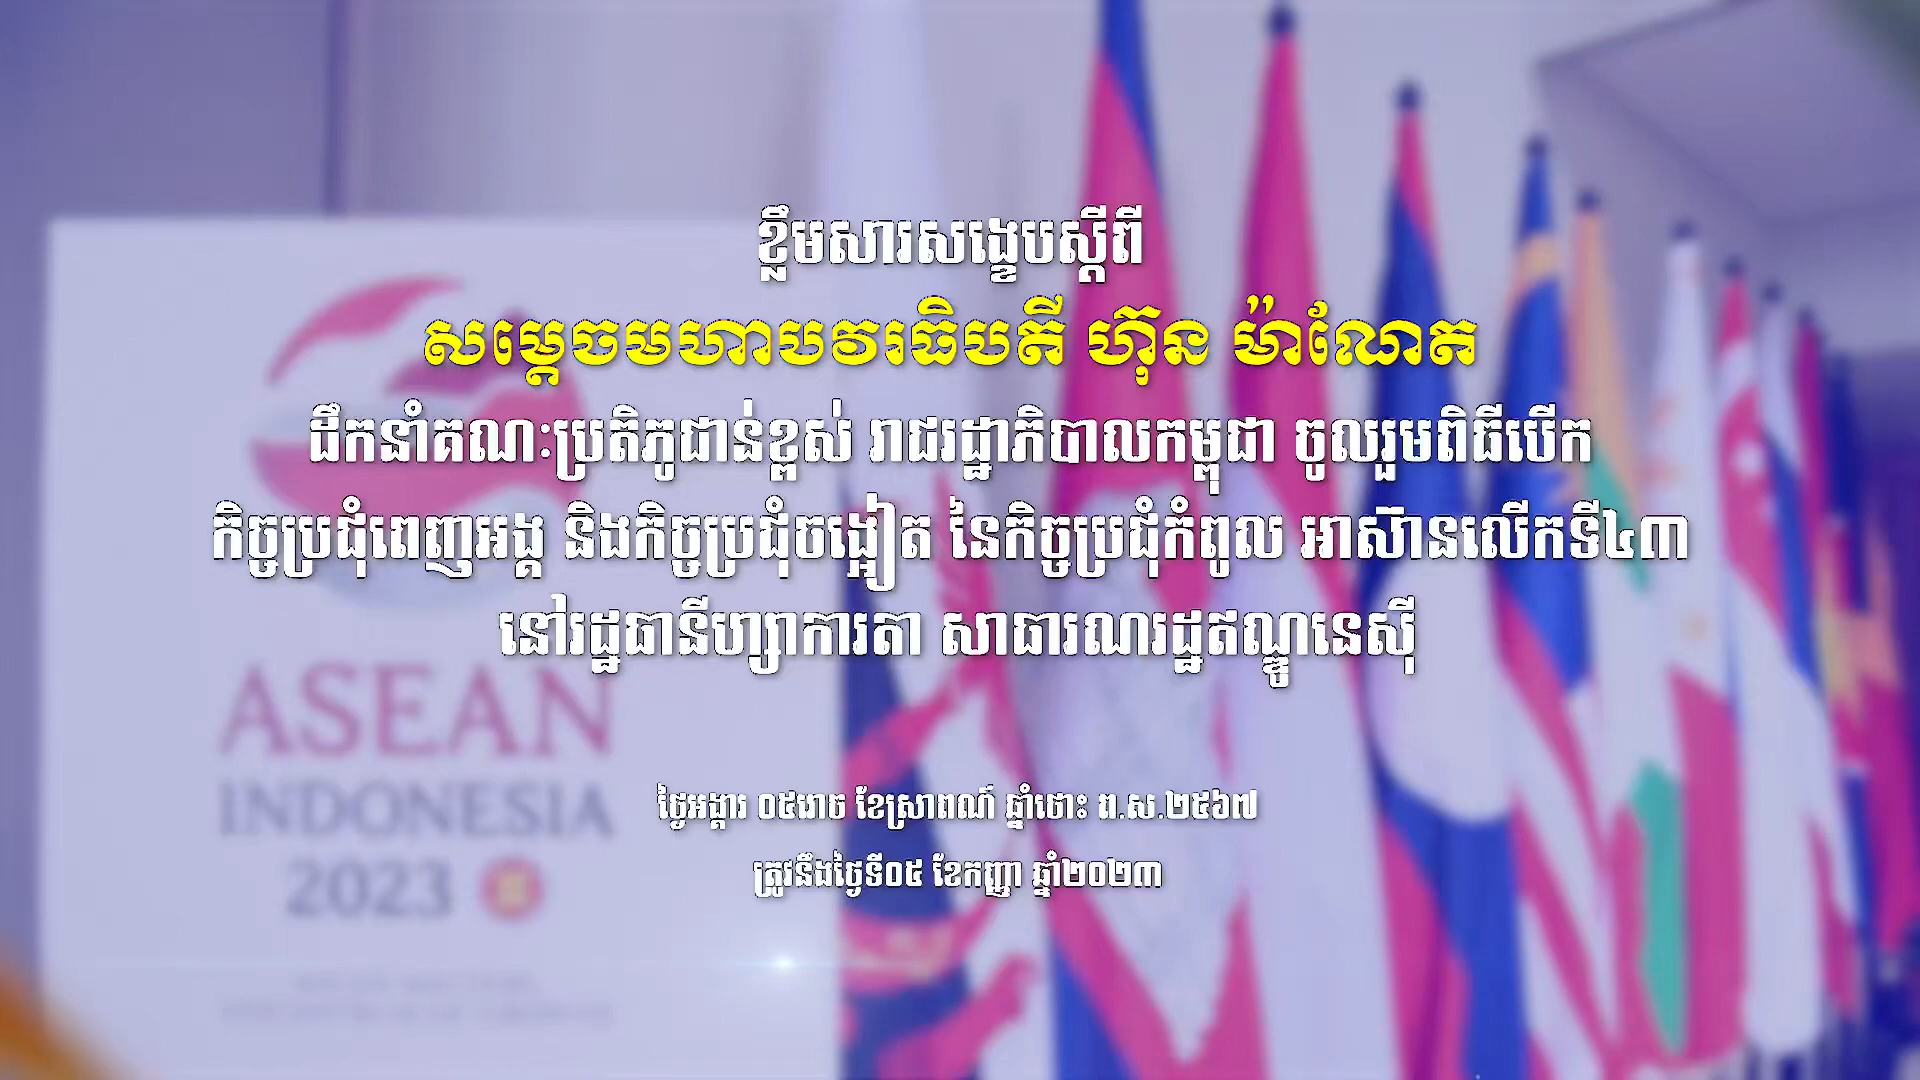 ខ្លឹមសារសង្ខេបស្តីពី
សម្តេចមហាបវរធិបតី ហ៊ុន ម៉ាណែត
ដឹកនាំគណៈប្រតិភូជាន់ខ្ពស់ រាជរដ្ឋាភិបាលកម្ពុជា ចូលរួមពិធីបើក
កិច្ចប្រជុំពេញអង្គ និងកិច្ចប្រជុំចង្អៀត នៃកិច្ចប្រជុំកំពូល អាស៊ានលើកទី៤៣
នៅរដ្ឋធានីហ្សាការតា សាធារណរដ្ឋឥណ្ឌូនេស៊ី
ASEAN
INDONESIA
2023
ថ្ងៃអង្គារ ០៥រោច ខែស្រាពណ៍ ឆ្នាំថោះ ព.ស.២៥៦៧
ត្រូវនឹងថ្ងៃទី០៥ ខែកញ្ញា ឆ្នាំ២០២៣